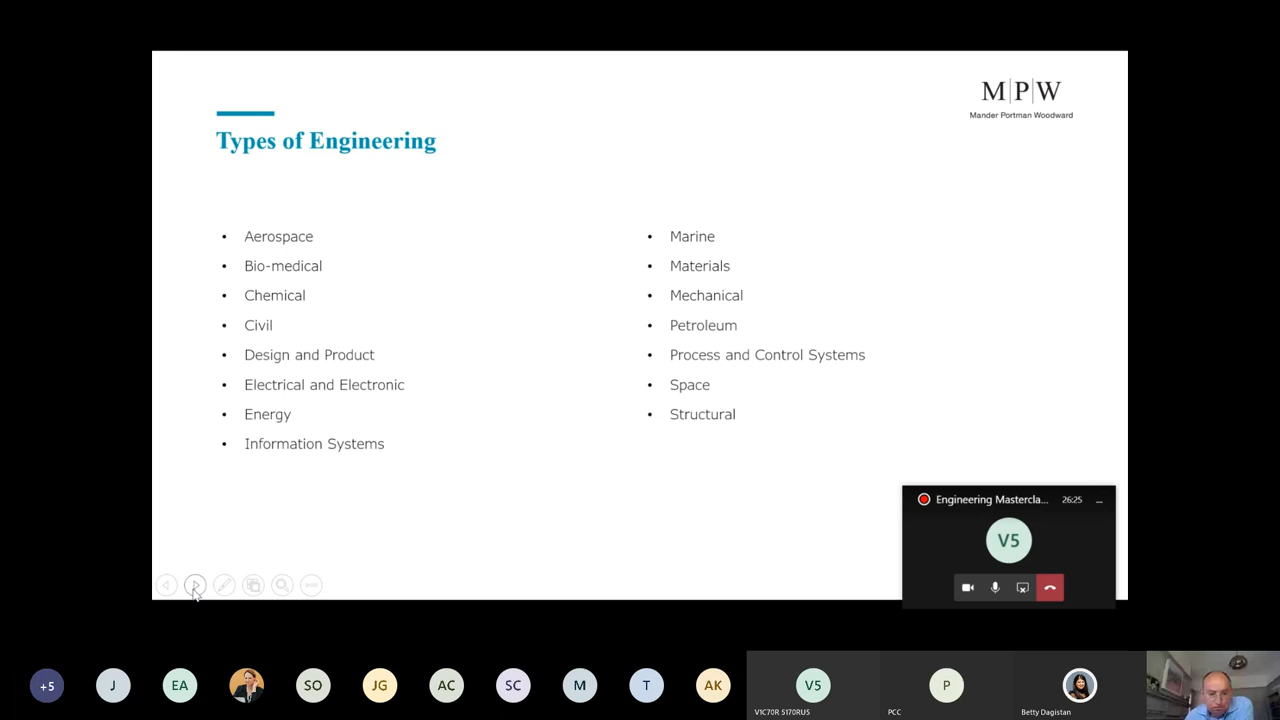 M|P|W
Mander Portman Woodward
Types of Engineering
• Aerospace
• Bio-medical
• Chemical
• Civil
• Design and Product
• Electrical and Electronic
• Energy
• Information Systems
• Marine
• Materials
• Mechanical
• Petroleum
• Process and Control Systems
• Space
• Structural
Engineering Mastercla... 26:25
V5
+5
J
EA
SO
JG
AC
SC
M
T
AK
V5
V1C70R 5170RU5
P
PCC
Betty Dagistan